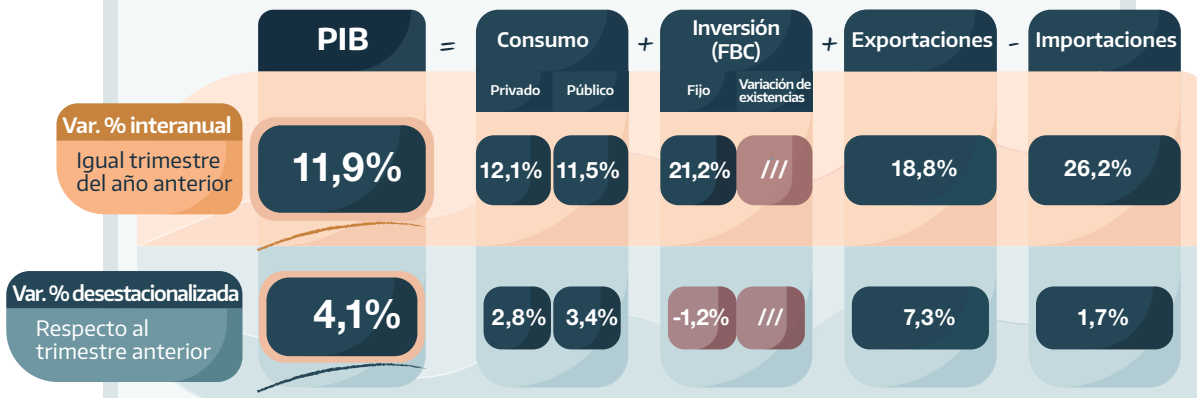 PIB = Consumo + Inversión (FBC) + Exportaciones - Importaciones
Privado Público Fijo Variación de existencias
Var. % interanual
Igual trimestre
del año anterior
11,9% 12,1% 11,5% 21,2% /// 18,8% 26,2%
Var. % desestacionalizada
Respecto al
trimestre anterior
4,1% 2,8% 3,4% -1,2% /// 7,3% 1,7%